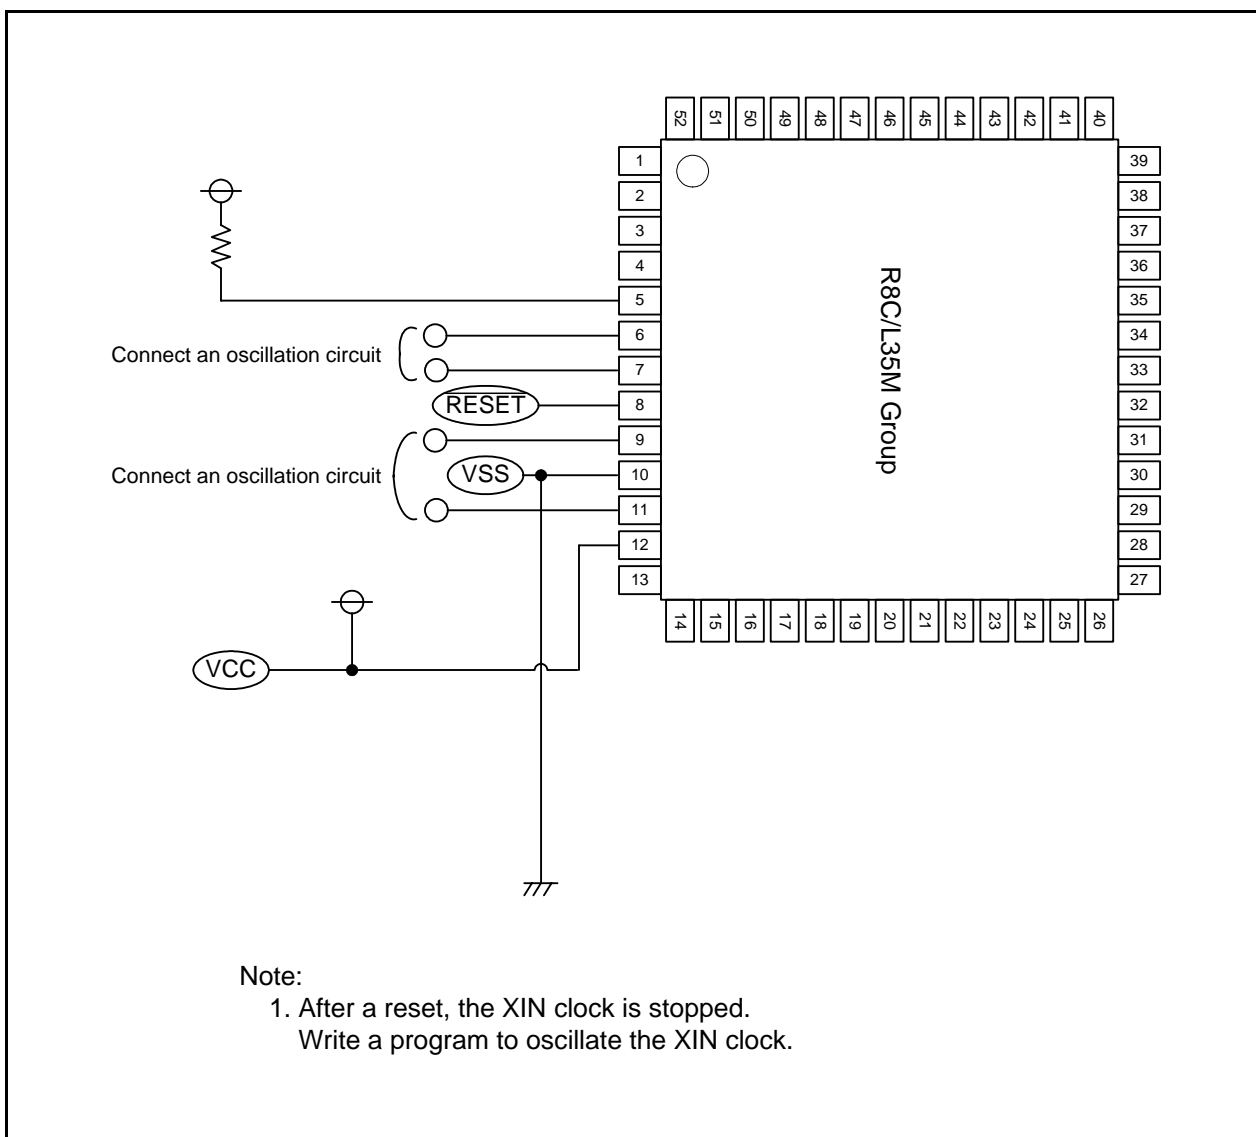 52 51 50 49 48 47 46 45 44 43 42 41 40
1 39
2 38
3 37
4 36
5 35
6 34
Connect an oscillation circuit
7 33
RESET 8 32
9 31
Connect an oscillation circuit VSS 10 30
11 29
12 28
13 27
R8C/L35M Group
14 15 16 17 18 19 20 21 22 23 24 25 26
VCC
Note:
1. After a reset, the XIN clock is stopped.
Write a program to oscillate the XIN clock.